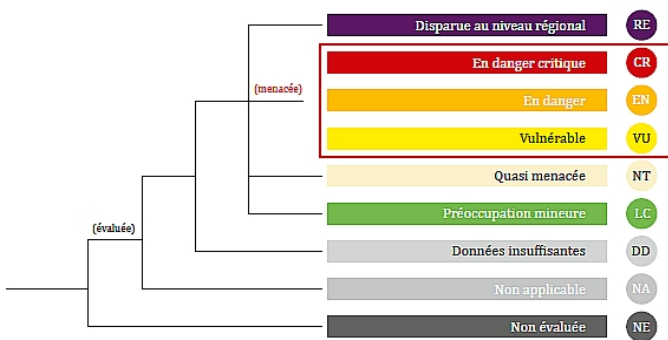 Disparue au niveau régional RE
En danger critique CR
(menacée)
En danger EN
Vulnérable VU
Quasi menacée NT
Préoccupation mineure LC
(évaluée)
Données insuffisantes DD
Non applicable NA
Non évaluée NE